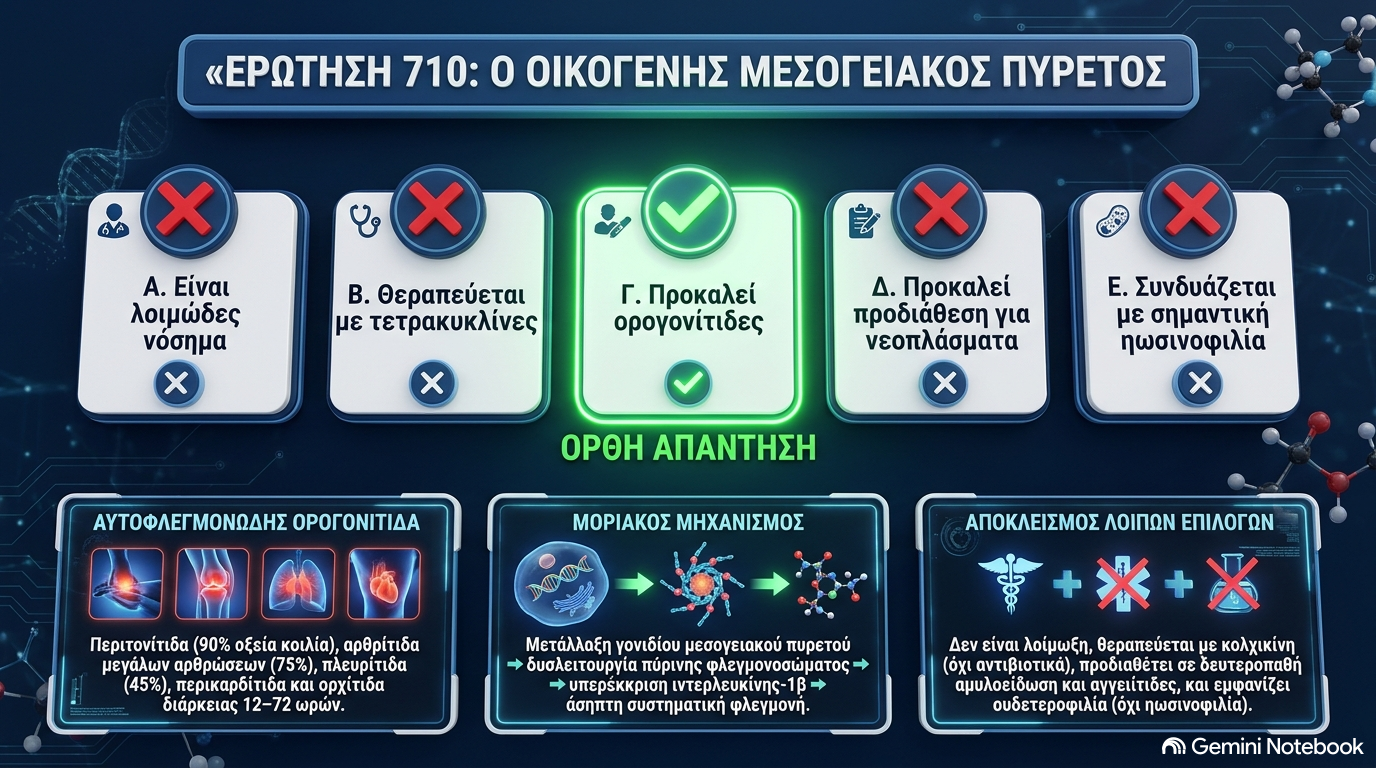 «ΕΡΩΤΗΣΗ 710: Ο ΟΙΚΟΓΕΝΗΣ ΜΕΣΟΓΕΙΑΚΟΣ ΠΥΡΕΤΟΣ
Α. Είναι
λοιμώδες
νόσημα
Β. Θεραπεύεται
με τετρακυκλίνες
Γ. Προκαλεί
ορογονίτιδες
Δ. Προκαλεί
προδιάθεση για
νεοπλάσματα
Ε. Συνδυάζεται
με σημαντική
ηωσινοφιλία
ΟΡΘΗ ΑΠΑΝΤΗΣΗ
ΑΥΤΟΦΛΕΓΜΟΝΩΔΗΣ ΟΡΟΓΟΝΙΤΙΔΑ
Περιτονίτιδα (90% οξεία κοιλία), αρθρίτιδα
μεγάλων αρθρώσεων (75%), πλευρίτιδα
(45%), περικαρδίτιδα και ορχίτιδα
διάρκειας 12–72 ωρών.
ΜΟΡΙΑΚΟΣ ΜΗΧΑΝΙΣΜΟΣ
Μετάλλαξη γονιδίου μεσογειακού πυρετού
➔ δυσλειτουργία πύρινης φλεγμονοσώματος ➔
➔ υπερέκκριση ιντερλευκίνης-1β ➔
άσηπτη συστηματική φλεγμονή.
ΑΠΟΚΛΕΙΣΜΟΣ ΛΟΙΠΩΝ ΕΠΙΛΟΓΩΝ
Δεν είναι λοίμωξη, θεραπεύεται με κολχικίνη
(όχι αντιβιοτικά), προδιαθέτει σε δευτεροπαθή
αμυλοείδωση και αγγειίτιδες, και εμφανίζει
ουδετεροφιλία (όχι ηωσινοφιλία).
Gemini Notebook